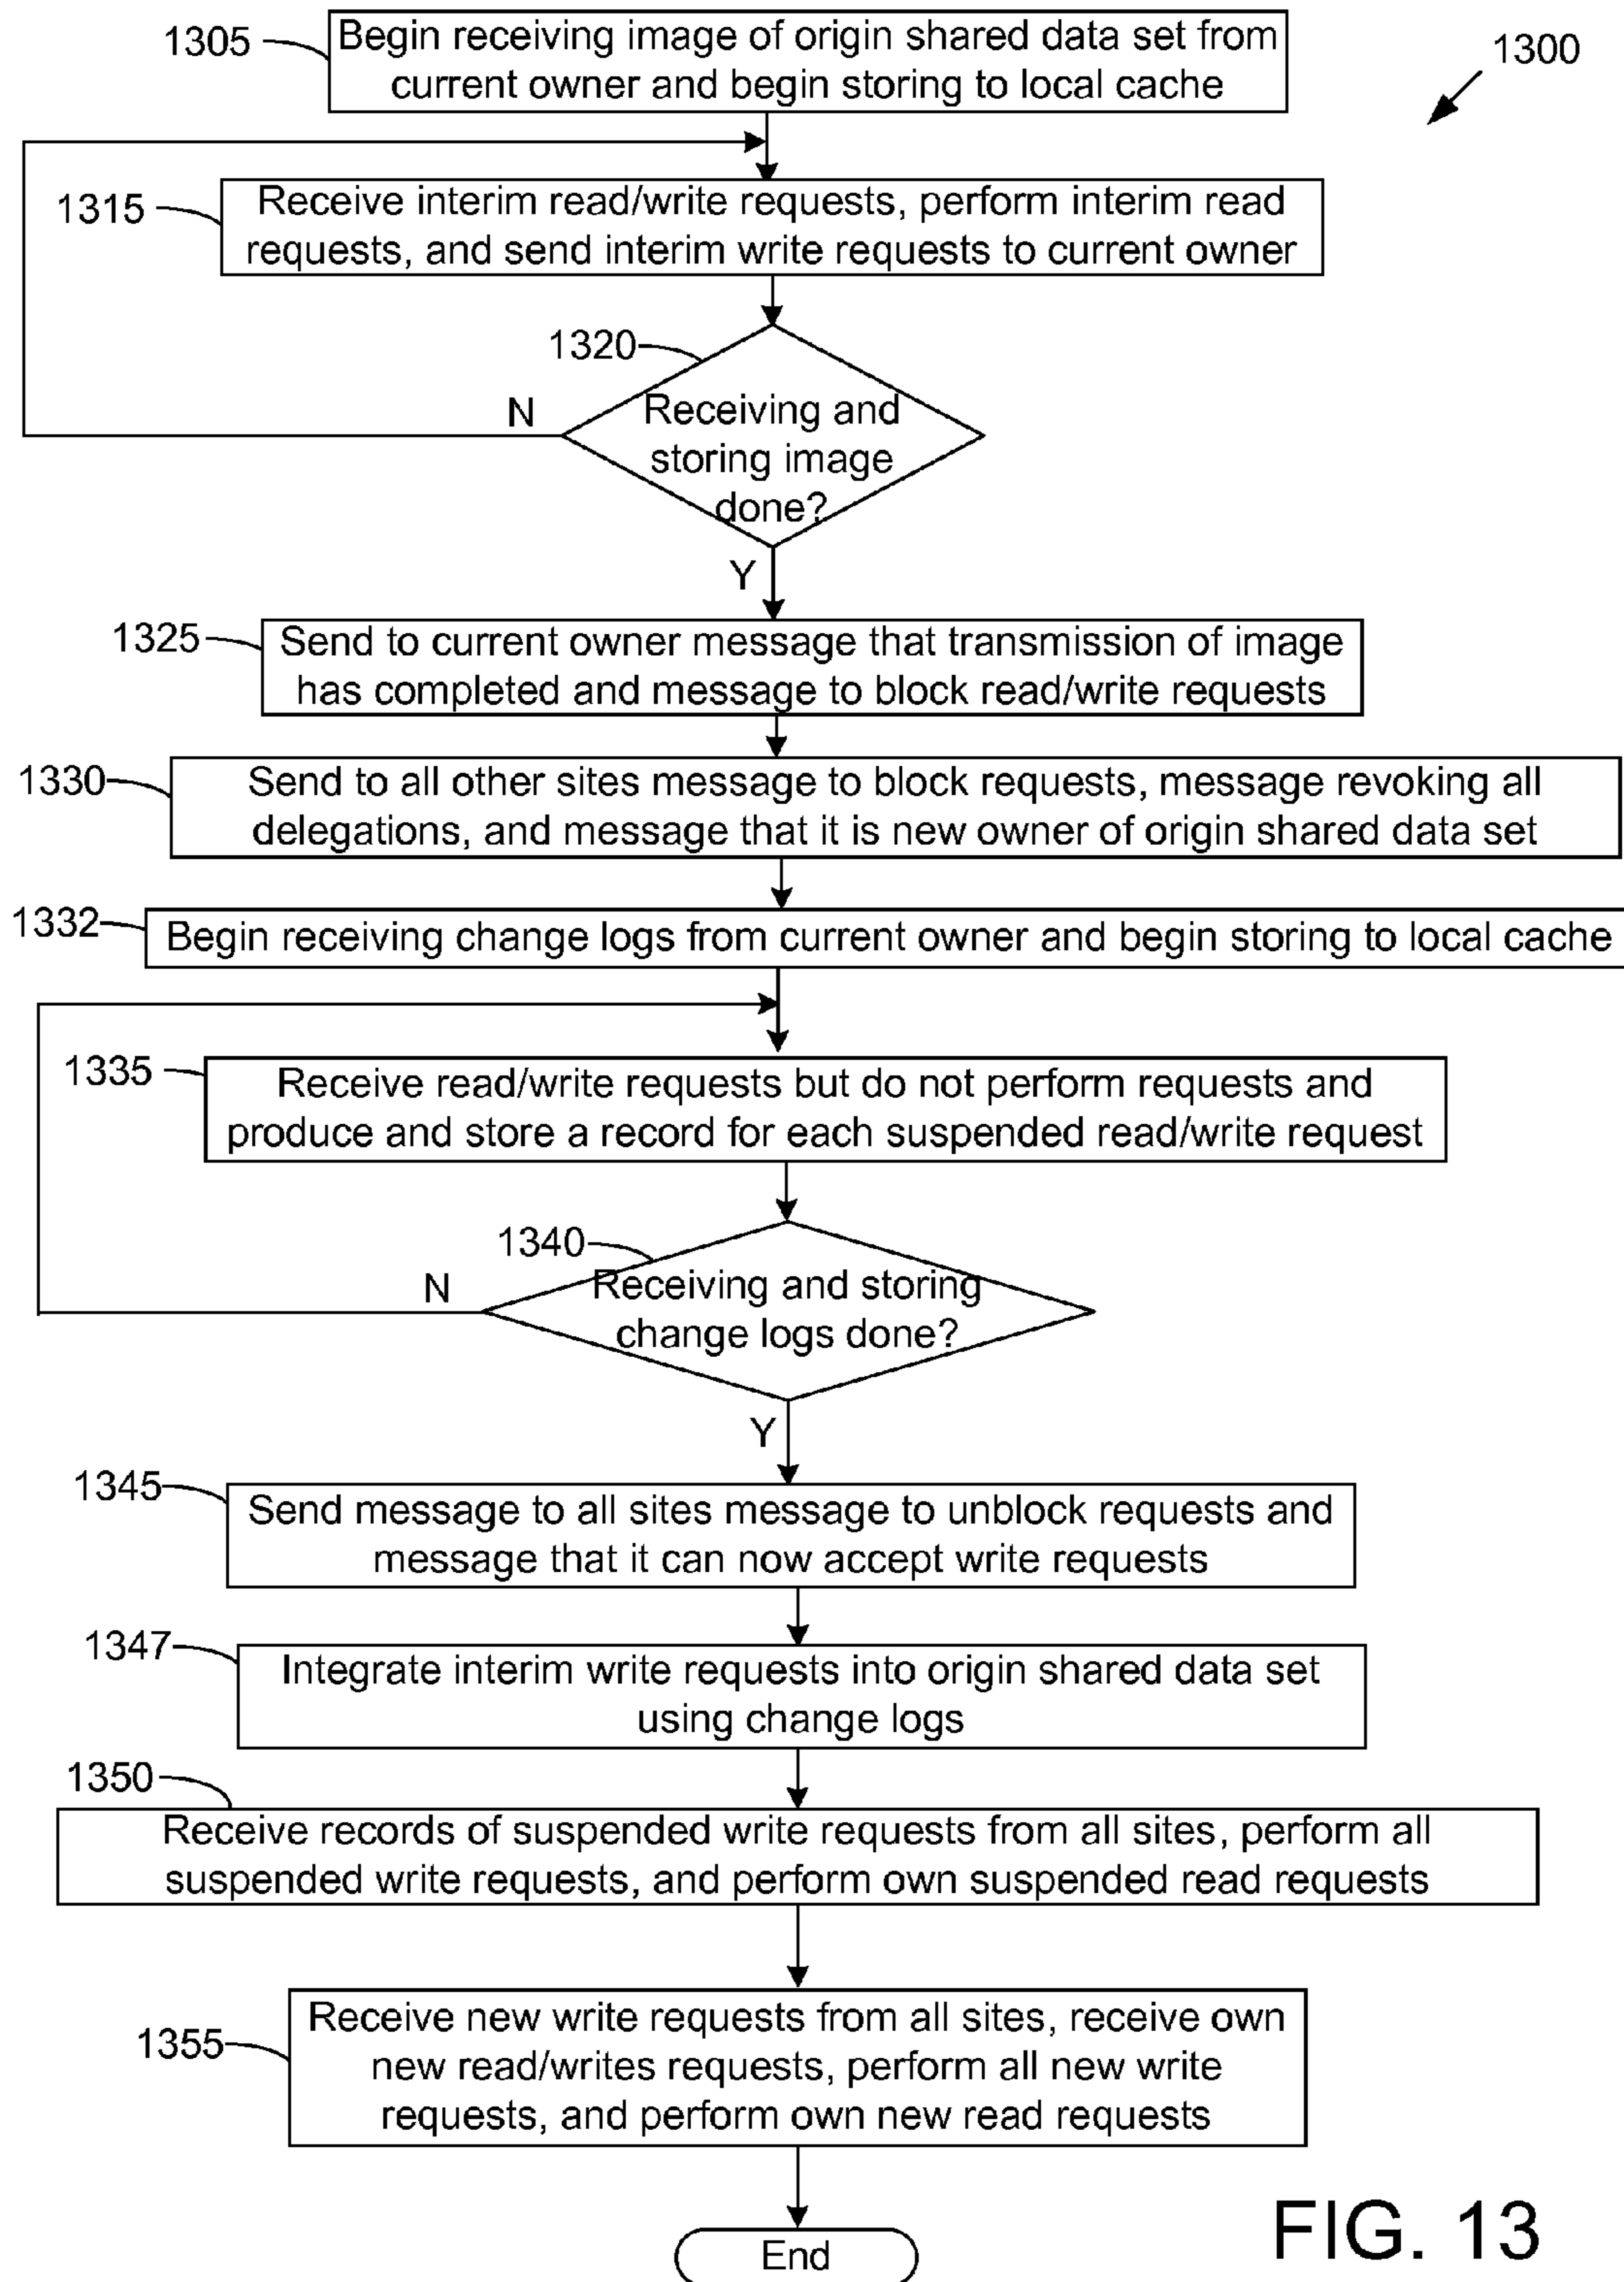 1305
Begin receiving image of origin shared data set from
current owner and begin storing to local cache
1300
1315
Receive interim read/write requests, perform interim read
requests, and send interim write requests to current owner
1320
N
Receiving and
storing image
done?
Y
1325
Send to current owner message that transmission of image
has completed and message to block read/write requests
1330
Send to all other sites message to block requests, message revoking all
delegations, and message that it is new owner of origin shared data set
1332
Begin receiving change logs from current owner and begin storing to local cache
1335
Receive read/write requests but do not perform requests and
produce and store a record for each suspended read/write request
1340
N
Receiving and storing
change logs done?
Y
1345
Send message to all sites message to unblock requests and
message that it can now accept write requests
1347
Integrate interim write requests into origin shared data set
using change logs
1350
Receive records of suspended write requests from all sites, perform all
suspended write requests, and perform own suspended read requests
1355
Receive new write requests from all sites, receive own
new read/writes requests, perform all new write
requests, and perform own new read requests
End
FIG. 13